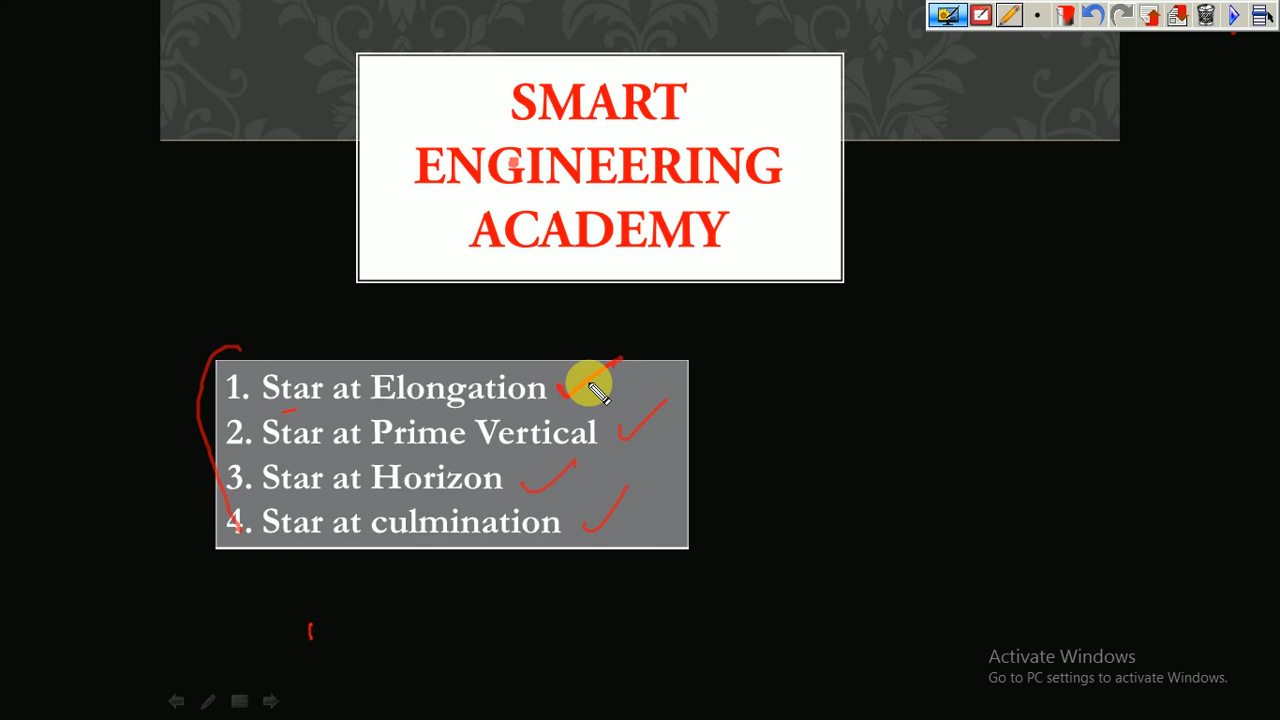 SMART
ENGINEERING
ACADEMY
1. Star at Elongation
2. Star at Prime Vertical
3. Star at Horizon
4. Star at culmination
Activate Windows
Go to PC settings to activate Windows.